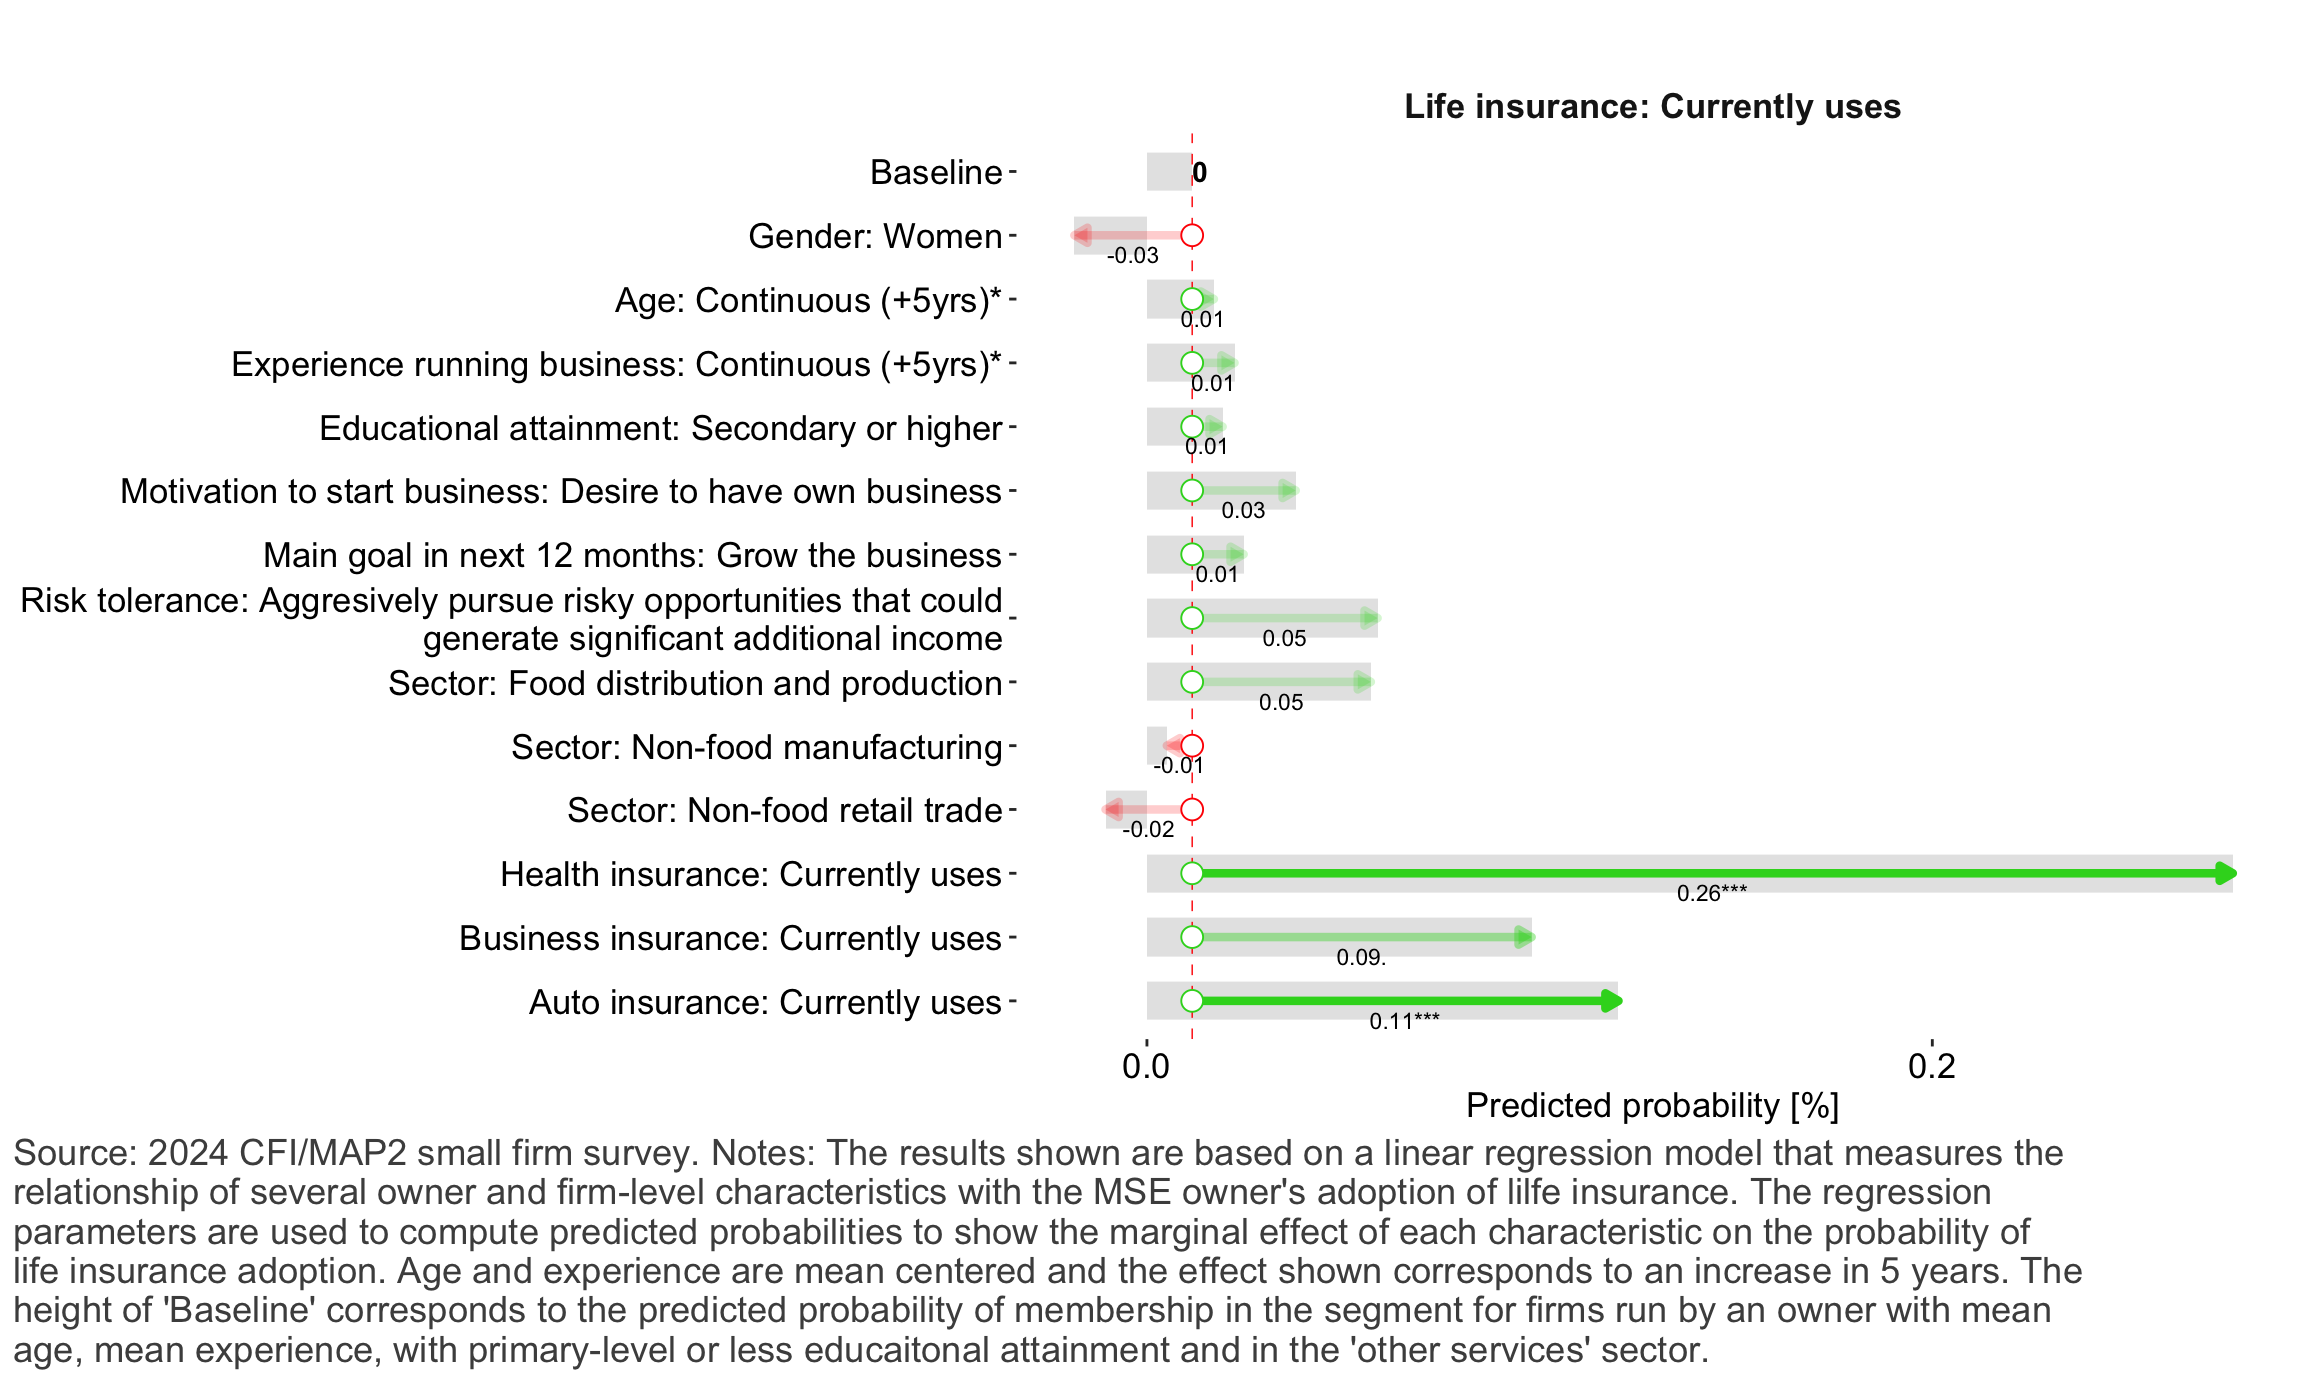 Life insurance: Currently uses
Baseline
0
Gender: Women
-0.03
Age: Continuous (+5yrs)*
0.01
Experience running business: Continuous (+5yrs)*
0.01
Educational attainment: Secondary or higher
0.01
Motivation to start business: Desire to have own business
0.03
Main goal in next 12 months: Grow the business
0.01
Risk tolerance: Aggresively pursue risky opportunities that could
generate significant additional income
0.05
Sector: Food distribution and production
0.05
Sector: Non-food manufacturing
-0.01
Sector: Non-food retail trade
-0.02
Health insurance: Currently uses
0.26***
Business insurance: Currently uses
0.09.
Auto insurance: Currently uses
0.11***
0.0
0.2
Predicted probability [%]
Source: 2024 CFI/MAP2 small firm survey. Notes: The results shown are based on a linear regression model that measures the
relationship of several owner and firm-level characteristics with the MSE owner's adoption of lilfe insurance. The regression
parameters are used to compute predicted probabilities to show the marginal effect of each characteristic on the probability of
life insurance adoption. Age and experience are mean centered and the effect shown corresponds to an increase in 5 years. The
height of 'Baseline' corresponds to the predicted probability of membership in the segment for firms run by an owner with mean
age, mean experience, with primary-level or less educaitonal attainment and in the 'other services' sector.